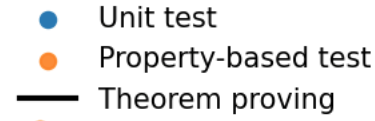 Unit test
Property-based test
Theorem proving